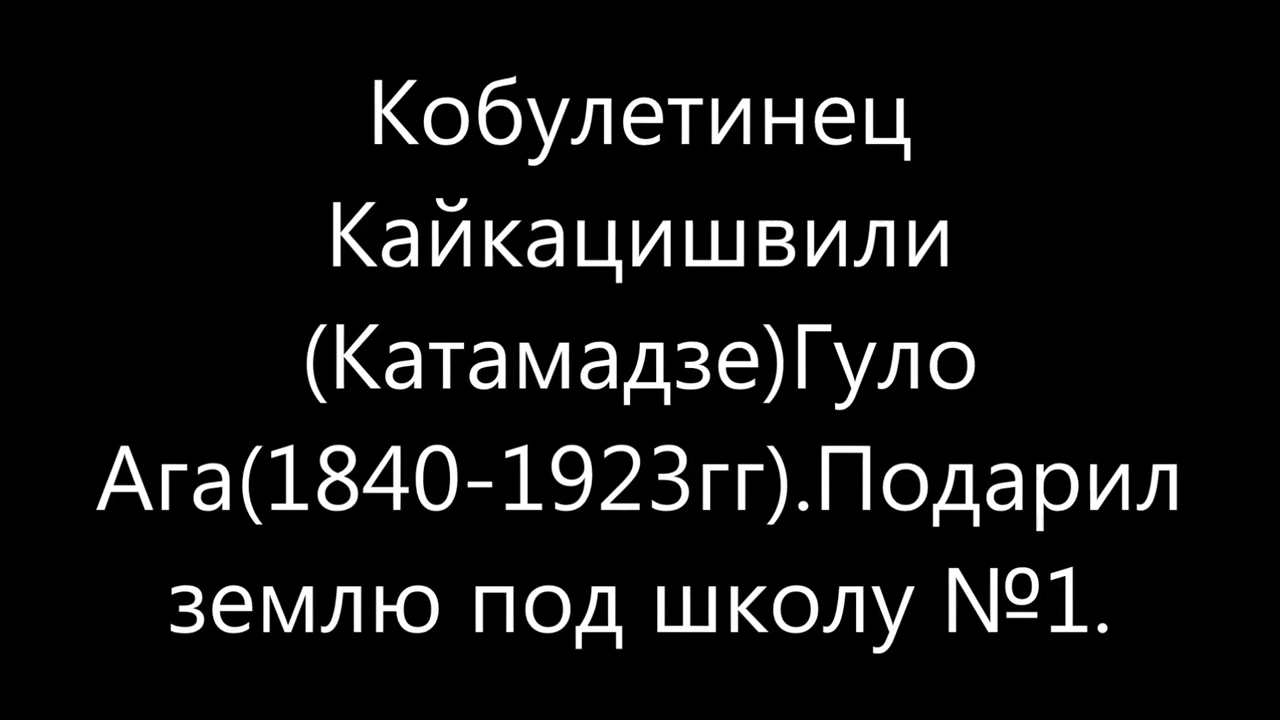 Кобулетинец
Кайкацишвили
(Катамадзе)Гуло
Ага(1840-1923гг).Подарил
землю под школу №1.